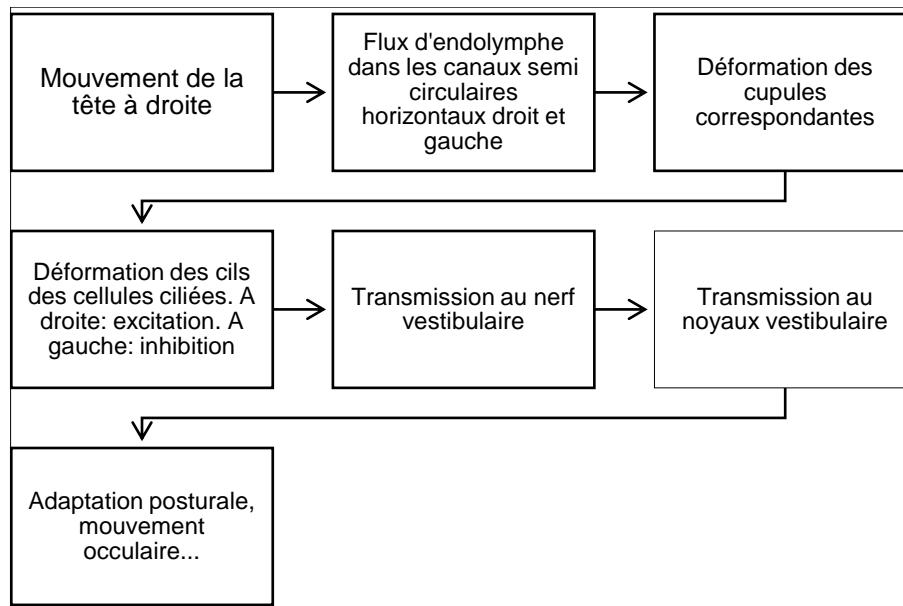 Mouvement de la
tête à droite
Flux d'endolymphe
dans les canaux semi
circulaires
horizontaux droit et
gauche
Déformation des
cupules
correspondantes
Déformation des cils
des cellules ciliées. A
droite: excitation. A
gauche: inhibition
Transmission au nerf
vestibulaire
Transmission au
noyaux vestibulaire
Adaptation posturale,
mouvement
occulaire...